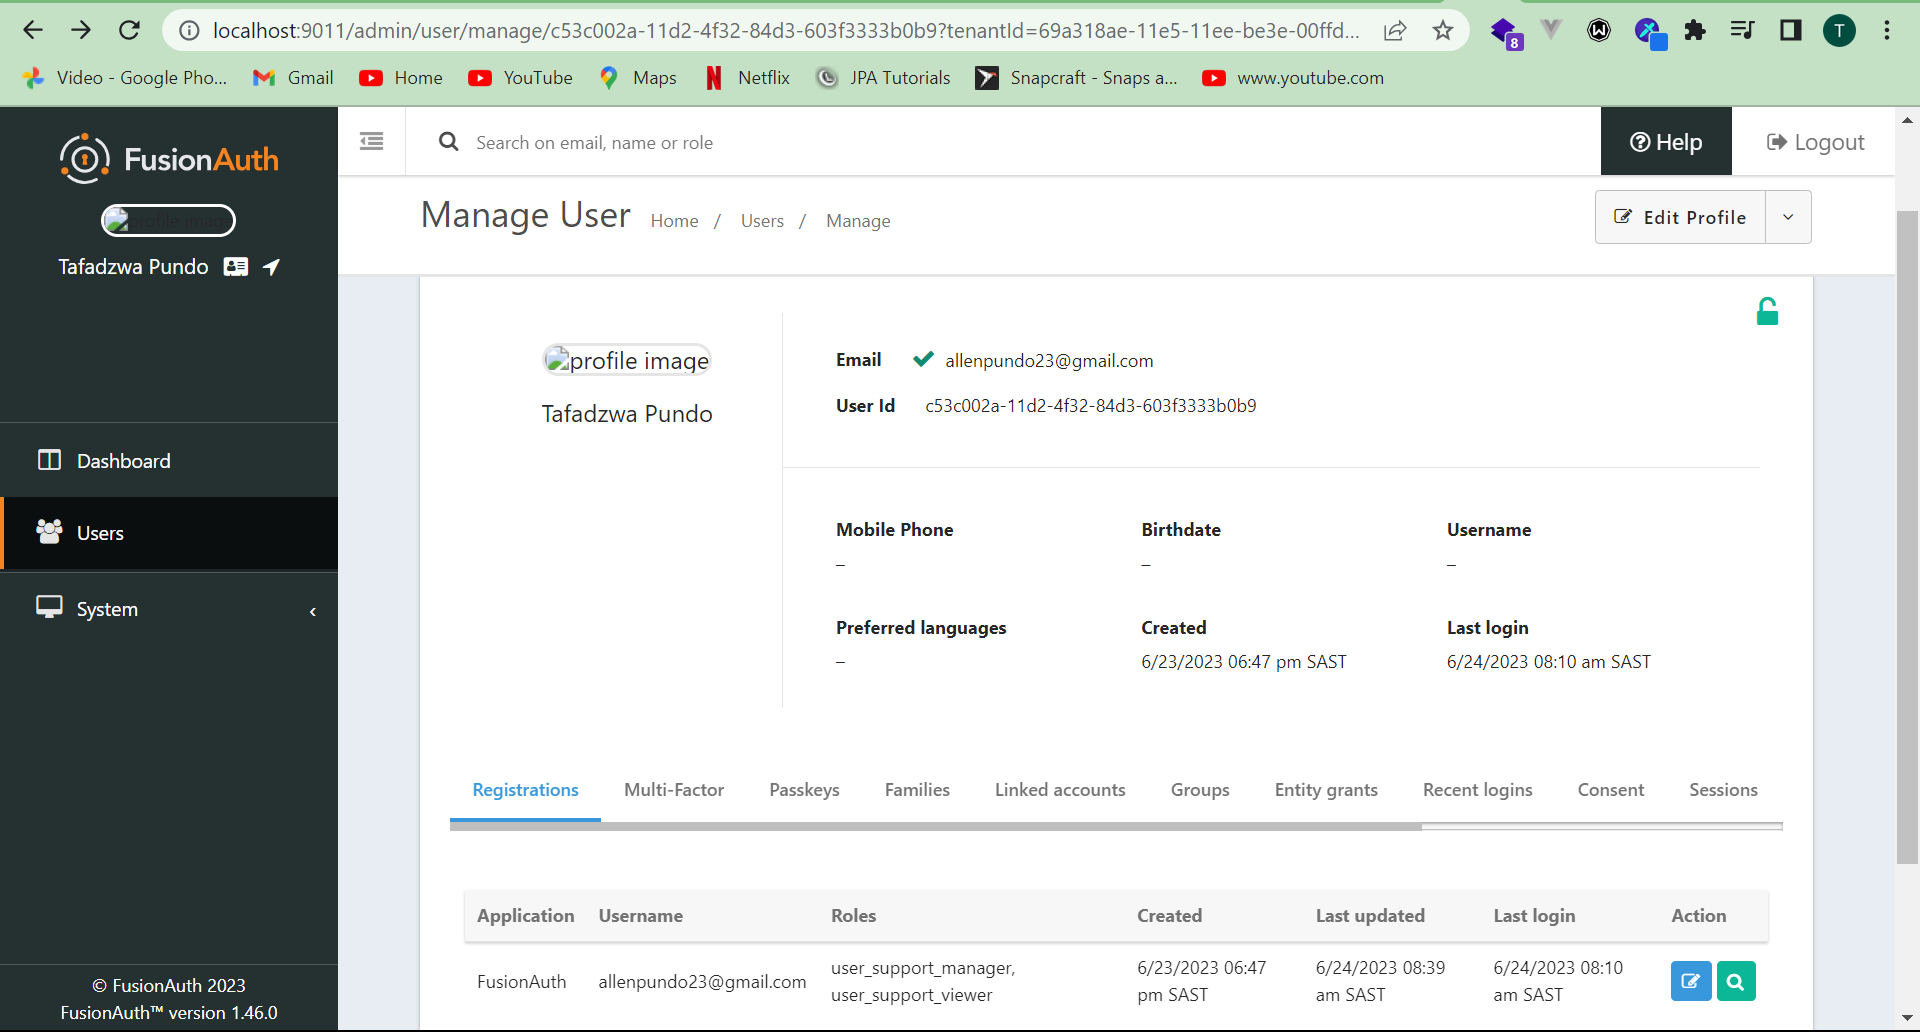 localhost:9011/admin/user/manage/c53c002a-11d2-4f32-84d3-603f3333b0b9?tenantId=69a318ae-11e5-11ee-be3e-00ffd...
8
T
Video - Google Pho...
Gmail
Home
YouTube
Maps
Netflix
JPA Tutorials
Snapcraft - Snaps a...
www.youtube.com
FusionAuth
profile image
Tafadzwa Pundo
Search on email, name or role
Help
Logout
Manage User
Home / Users / Manage
Edit Profile
profile image
Tafadzwa Pundo
Email allenpundo23@gmail.com
User Id c53c002a-11d2-4f32-84d3-603f3333b0b9
Mobile Phone
–
Birthdate
–
Username
–
Preferred languages
–
Created
6/23/2023 06:47 pm SAST
Last login
6/24/2023 08:10 am SAST
Dashboard
Users
System
Registrations
Multi-Factor
Passkeys
Families
Linked accounts
Groups
Entity grants
Recent logins
Consent
Sessions
Application Username Roles Created Last updated Last login Action
FusionAuth
allenpundo23@gmail.com
user_support_manager,
user_support_viewer
6/23/2023 06:47
pm SAST
6/24/2023 08:39
am SAST
6/24/2023 08:10
am SAST
© FusionAuth 2023
FusionAuth™ version 1.46.0